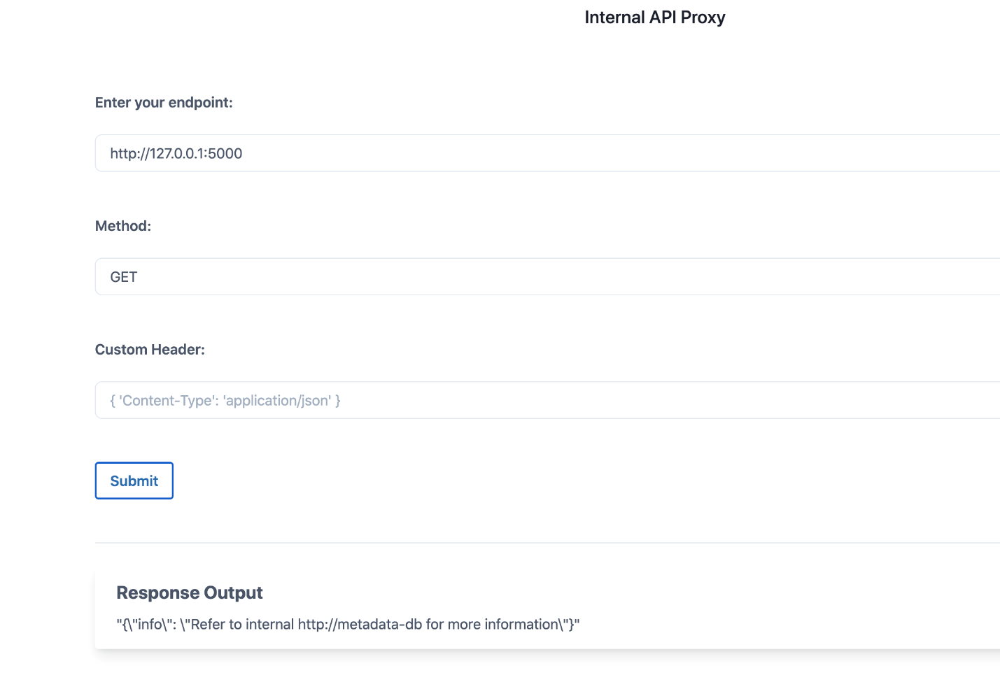 Internal API Proxy
Enter your endpoint:
http://127.0.0.1:5000
Method:
GET
Custom Header:
{ 'Content-Type': 'application/json' }
Submit
Response Output
"{\"info\": \"Refer to internal http://metadata-db for more information\"}"